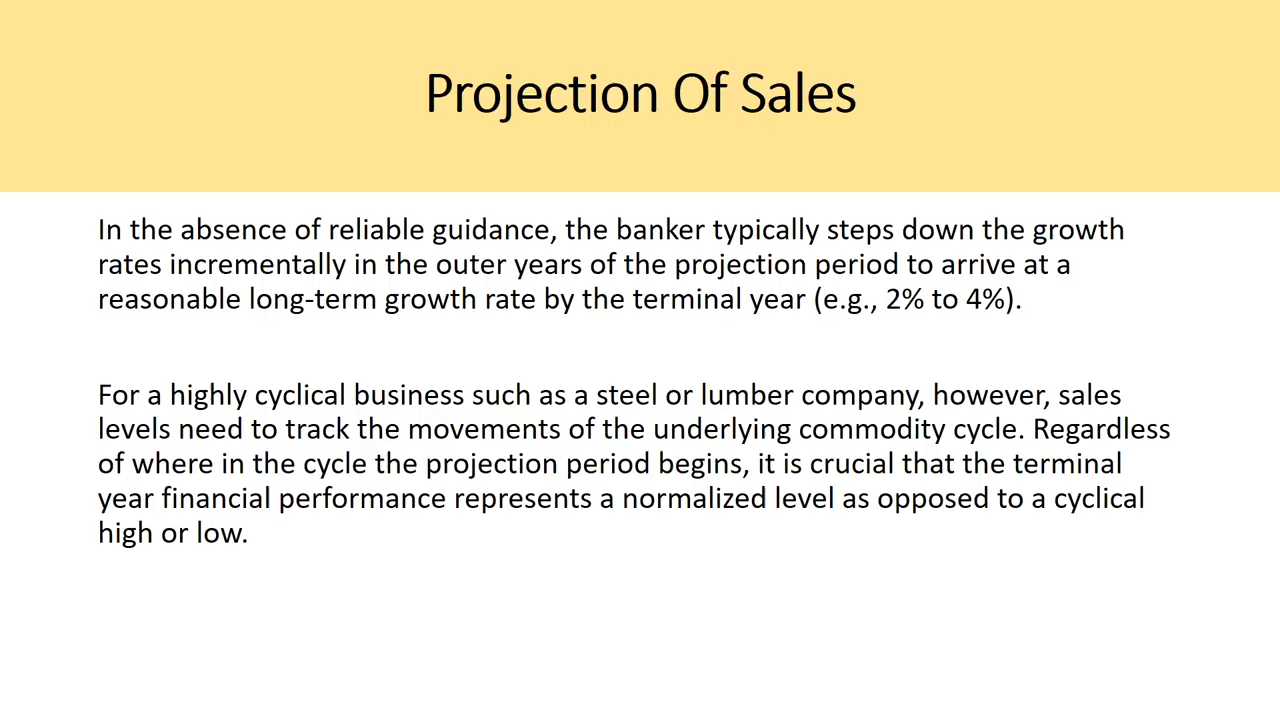 Projection Of Sales
In the absence of reliable guidance, the banker typically steps down the growth
rates incrementally in the outer years of the projection period to arrive at a
reasonable long-term growth rate by the terminal year (e.g., 2% to 4%).
For a highly cyclical business such as a steel or lumber company, however, sales
levels need to track the movements of the underlying commodity cycle. Regardless
of where in the cycle the projection period begins, it is crucial that the terminal
year financial performance represents a normalized level as opposed to a cyclical
high or low.